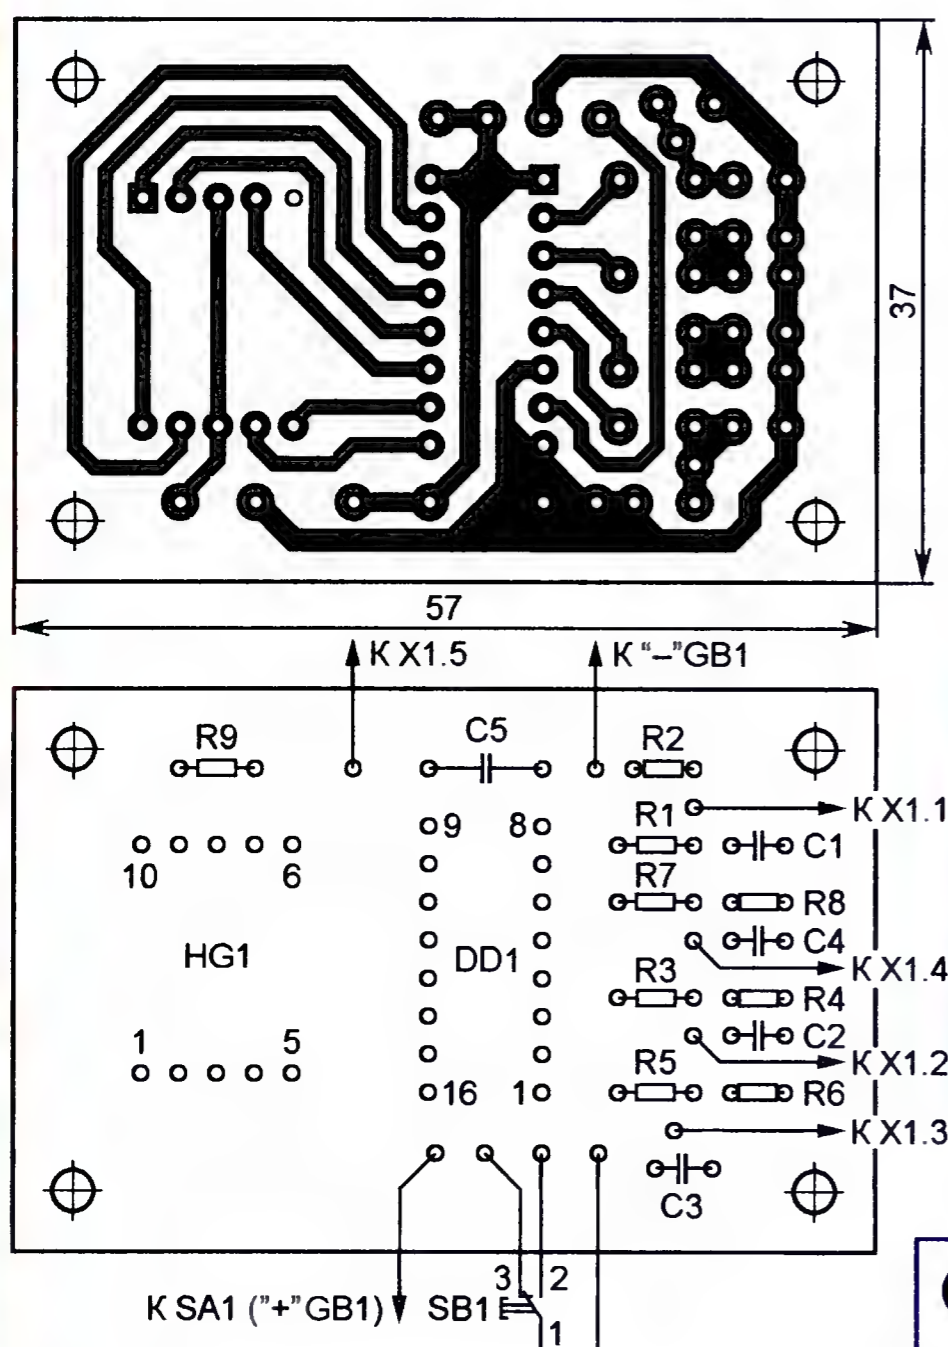 37
57
К X1.5
К “–”GB1
R9
C5
R2
К X1.1
R1
9
8
C1
10
6
R7
R8
HG1
DD1
C4
К X1.4
R3
R4
1
5
C2
К X1.2
R5
16
1
R6
К X1.3
C3
3
2
К SA1 (”+”GB1)
SB1
1